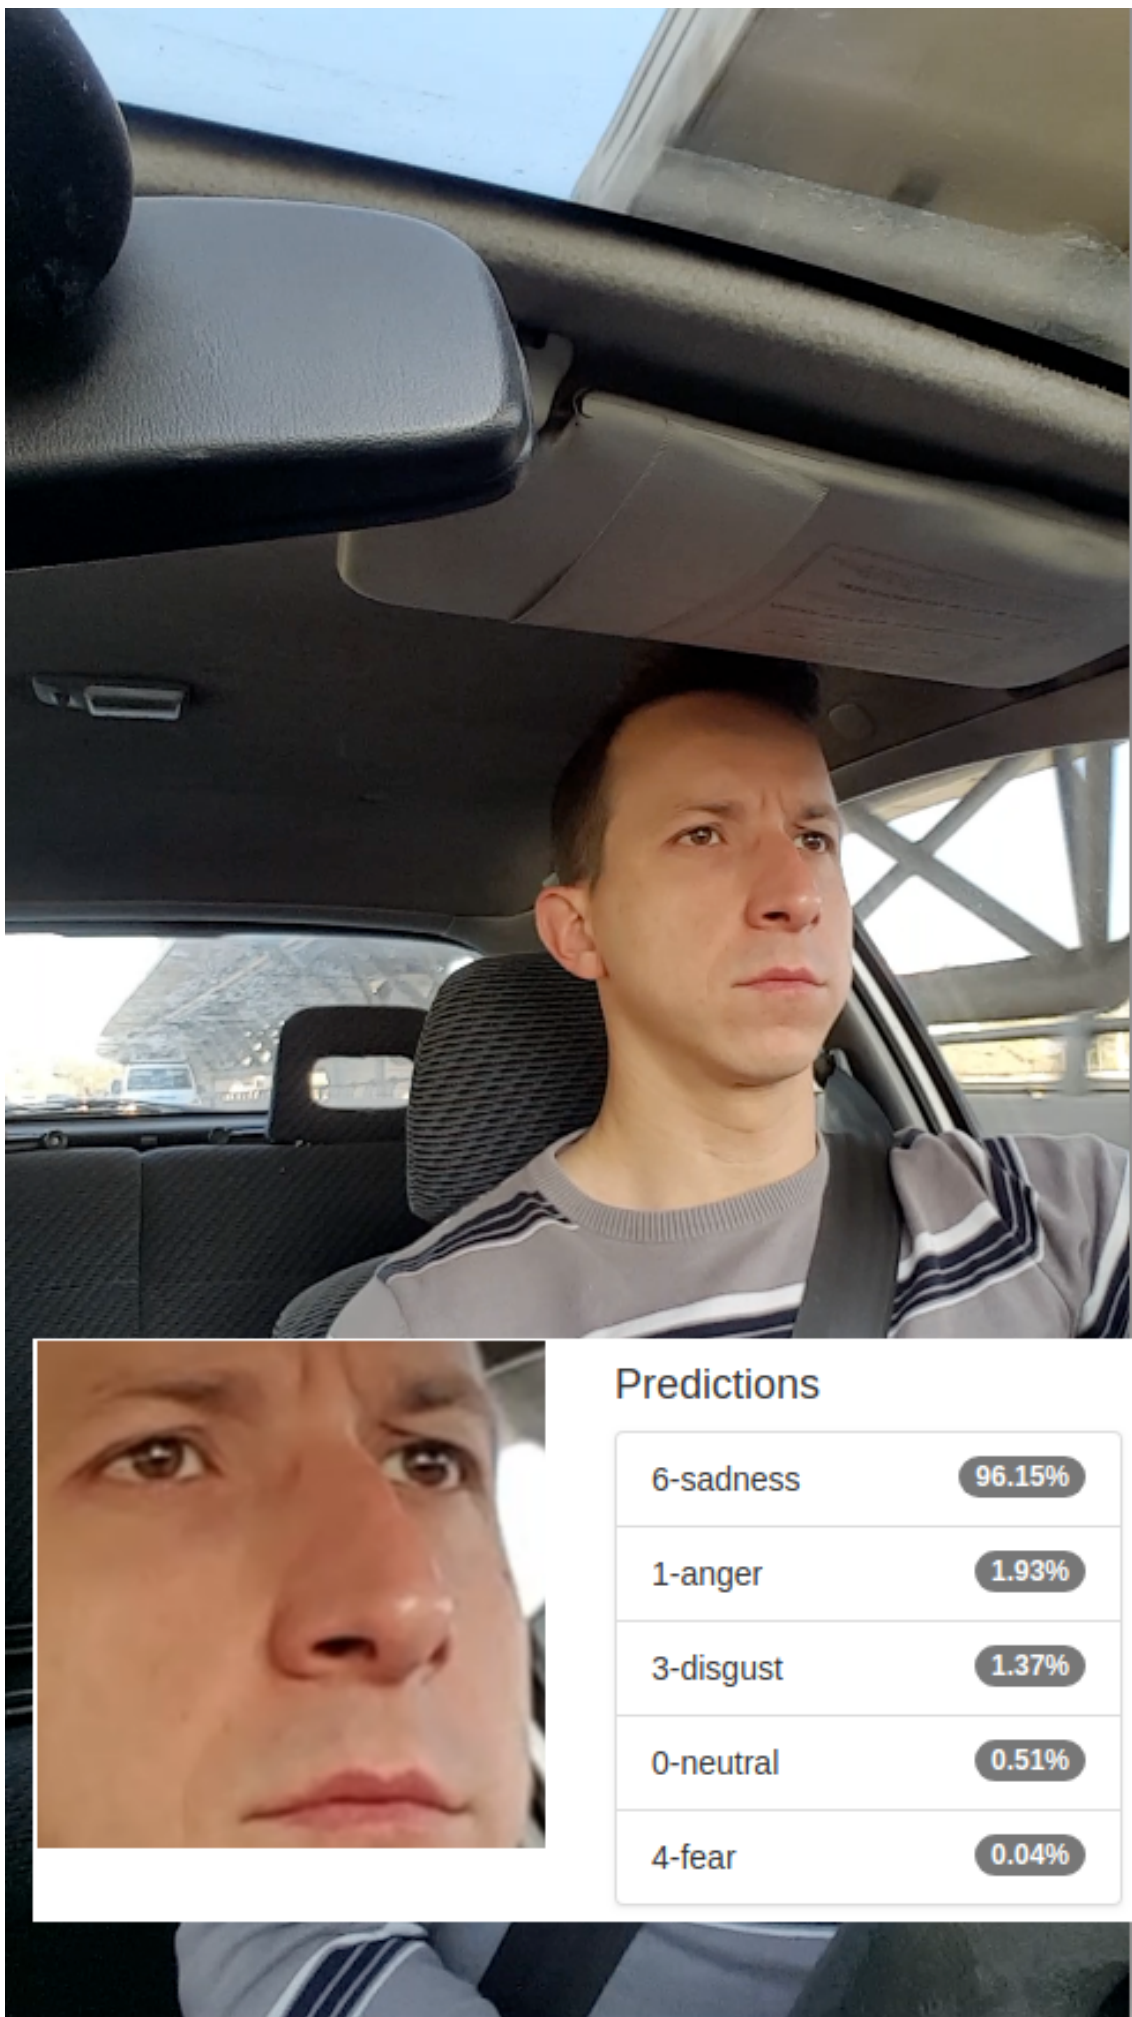 Predictions
6-sadness 96.15%
1-anger 1.93%
3-disgust 1.37%
0-neutral 0.51%
4-fear 0.04%